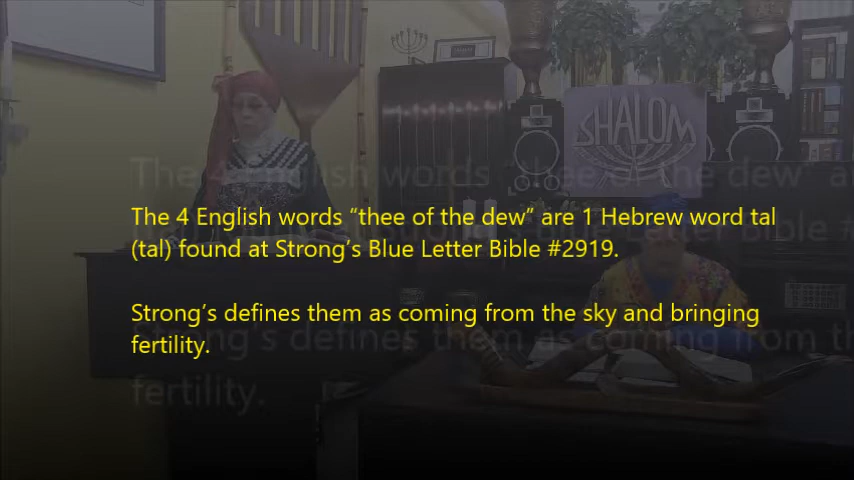 SHALOM
The 4 English words “thee of the dew” are 1 Hebrew word tal
(tal) found at Strong’s Blue Letter Bible #2919.
Strong’s defines them as coming from the sky and bringing
fertility.